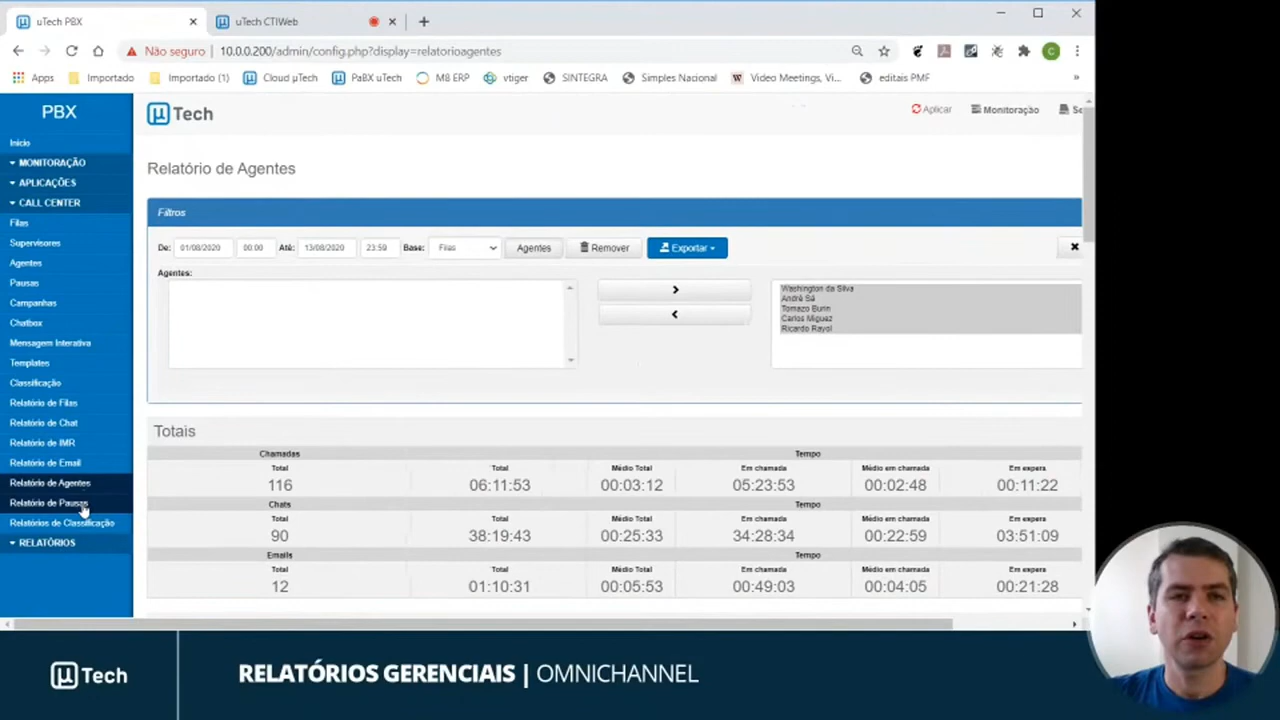 µ uTech PBX × µ uTech CTIWeb × +
Não seguro | 10.0.0.200/admin/config.php?display=relatorioagentes
Apps Importado Importado (1) µ Cloud µTech µ PaBX uTech M8 ERP vtiger SINTEGRA Simples Nacional W Video Meetings, Vi... editais PMF »
C
PBX
Início
MONITORAÇÃO
APLICAÇÕES
CALL CENTER
Filas
Supervisores
Agentes
Pausas
Campanhas
Chatbox
Mensagem Interativa
Templates
Classificação
Relatório de Filas
Relatório de Chat
Relatório de IMR
Relatório de Email
Relatório de Agentes
Relatório de Pausas
Relatórios de Classificação
RELATÓRIOS
µ Tech
Aplicar Monitoração Se
Relatório de Agentes
Filtros
De: 01/08/2020 00:00 Até: 13/08/2020 23:59 Base: Filas Agentes Remover Exportar
Agentes:
> <
Washington da Silva
André Sá
Tomazo Burin
Carlos Miguez
Ricardo Rayol
Totais
Chamadas Tempo
Total Total Médio Total Em chamada Médio em chamada Em espera
116 06:11:53 00:03:12 05:23:53 00:02:48 00:11:22
Chats Tempo
Total Total Médio Total Em chamada Médio em chamada Em espera
90 38:19:43 00:25:33 34:28:34 00:22:59 03:51:09
Emails Tempo
Total Total Médio Total Em chamada Médio em chamada Em espera
12 01:10:31 00:05:53 00:49:03 00:04:05 00:21:28
µ Tech
RELATÓRIOS GERENCIAIS | OMNICHANNEL